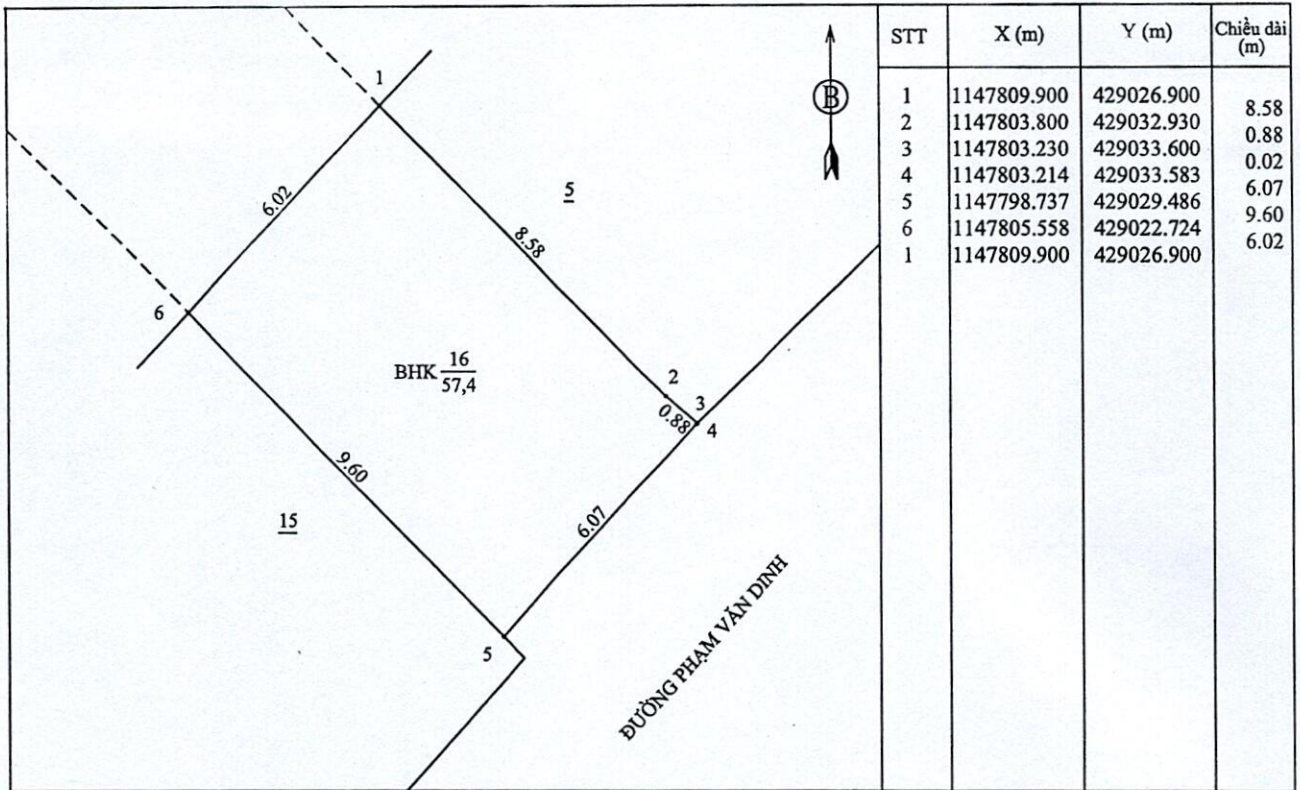 STT X (m) Y (m) Chiều dài (m)
1 1147809.900 429026.900
8.58
2 1147803.800 429032.930
0.88
3 1147803.230 429033.600
0.02
4 1147803.214 429033.583
6.07
5 1147798.737 429029.486
9.60
6 1147805.558 429022.724
6.02
1 1147809.900 429026.900
1
B
6.02
5
8.58
6
BHK 16
57,4
2
3
0.88
4
9.60
15
6.07
5
ĐƯỜNG PHẠM VĂN DINH